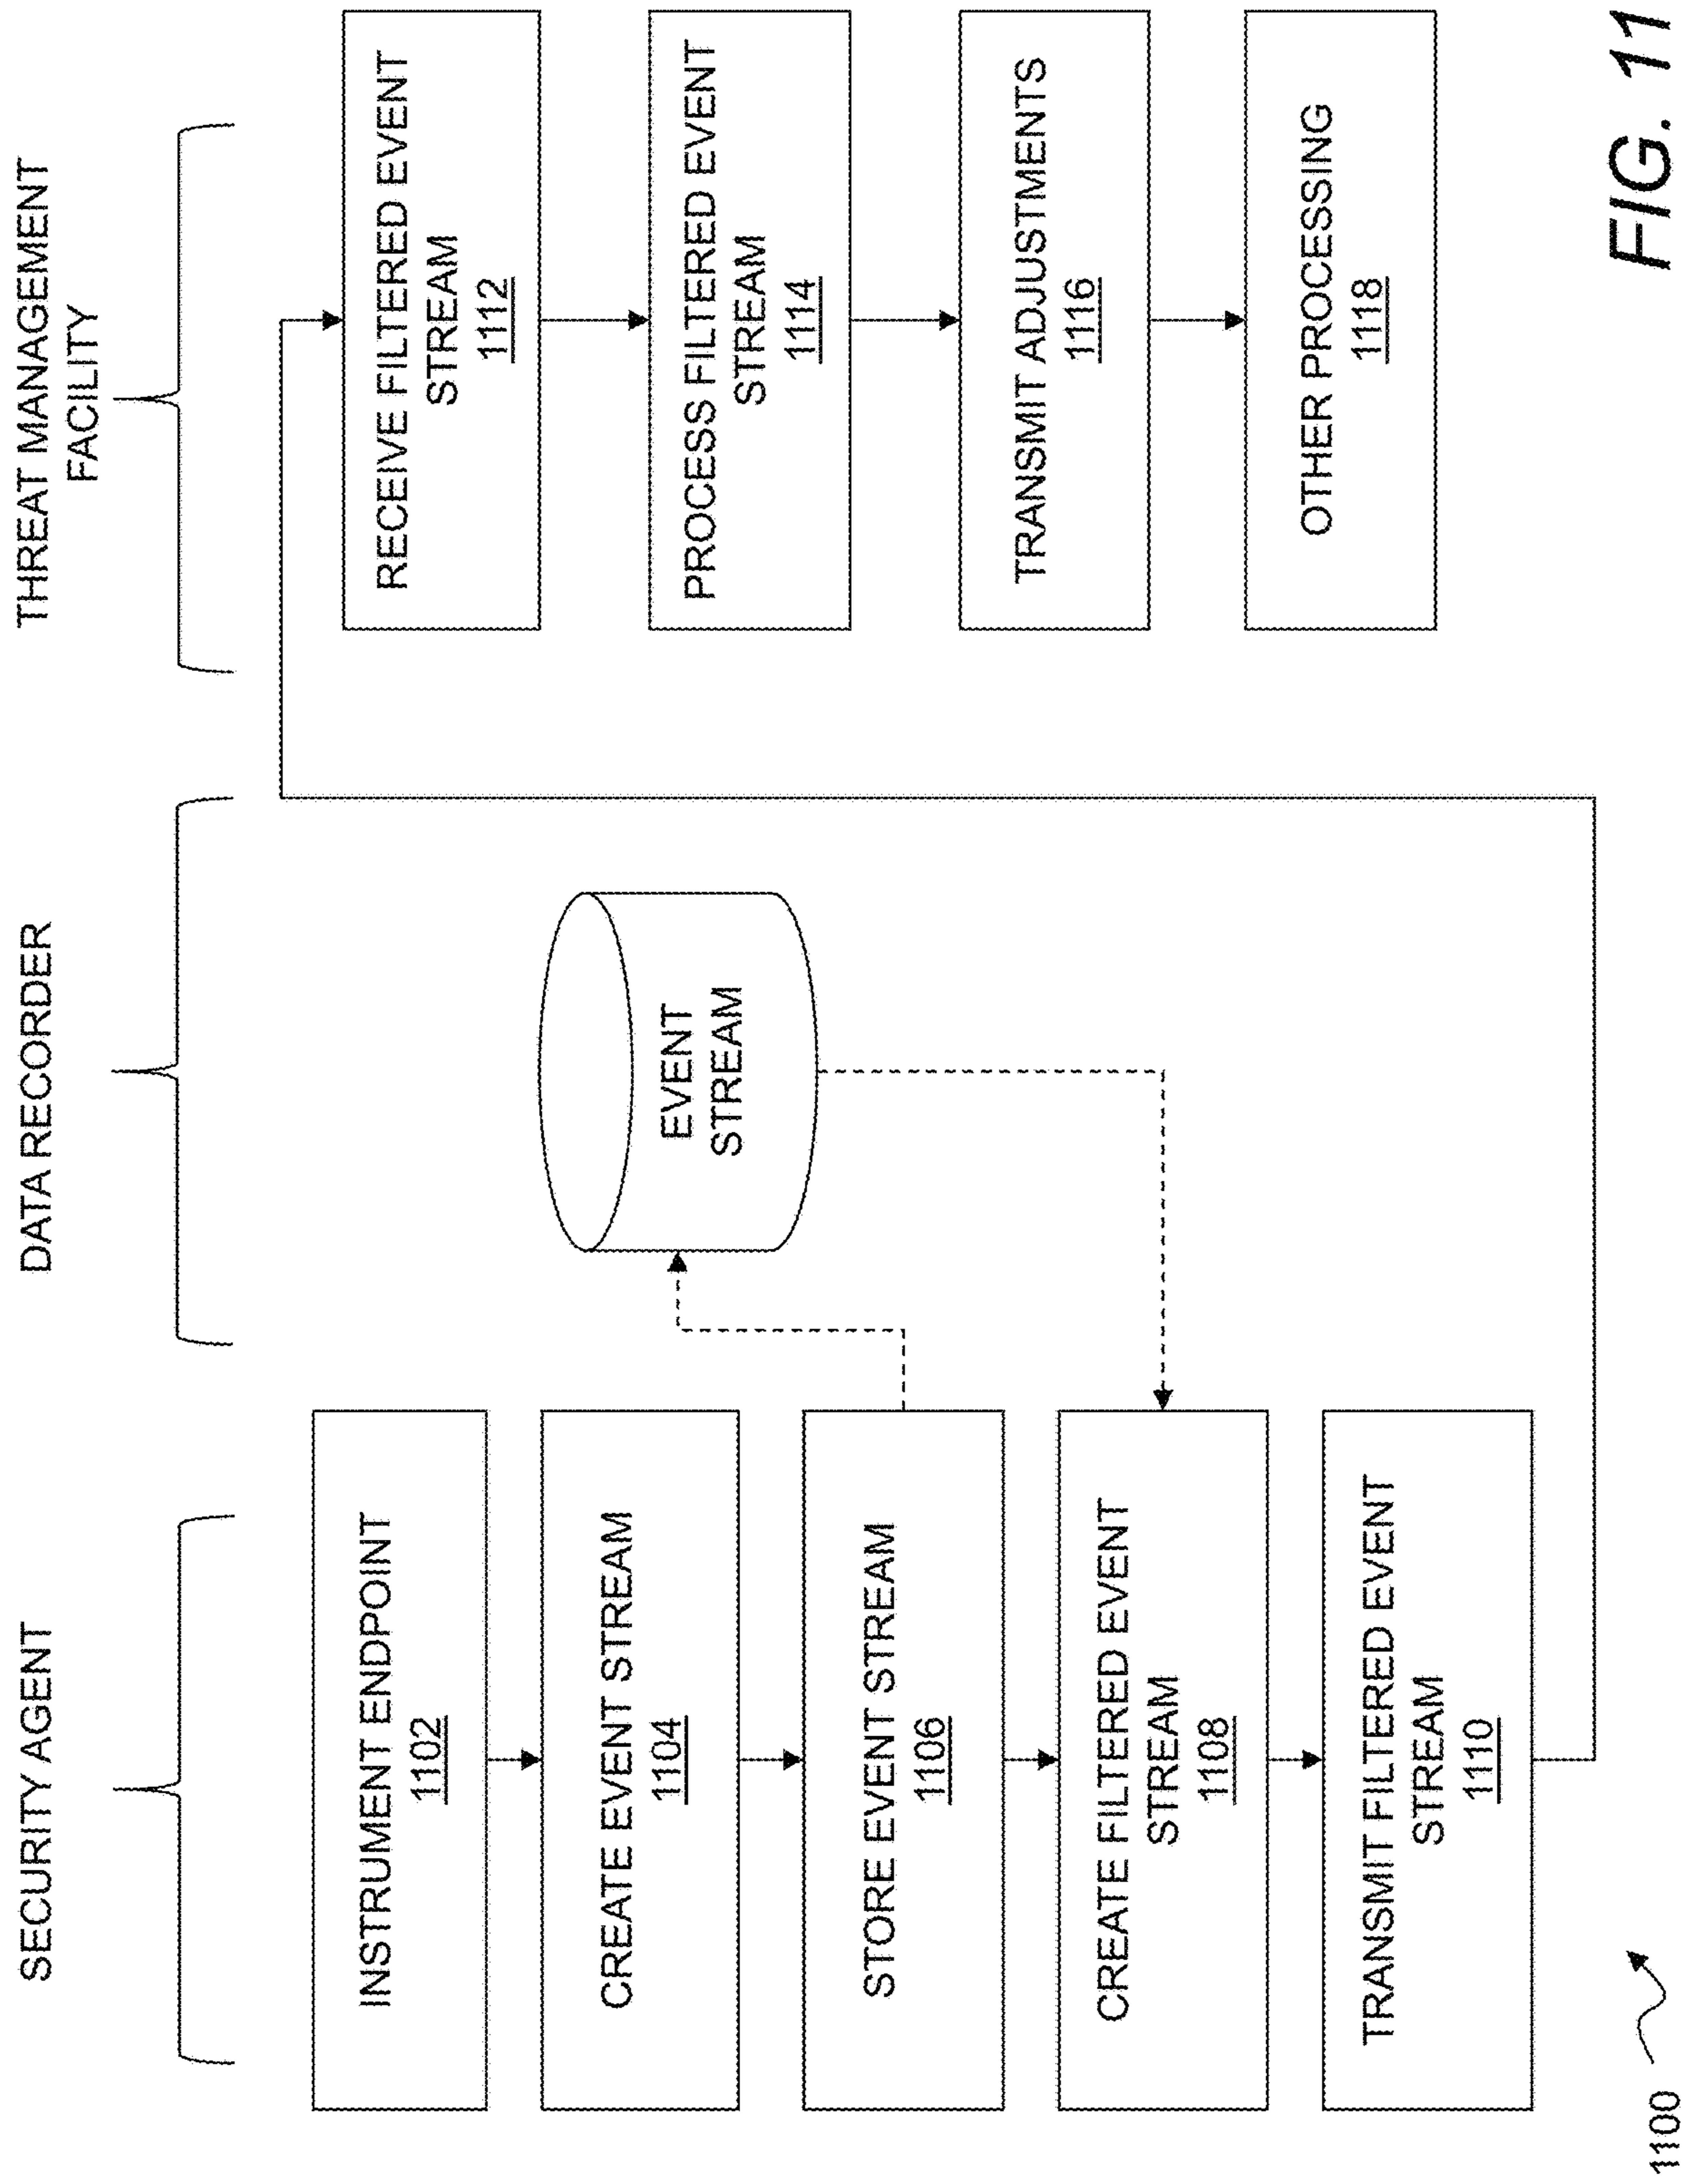 SECURITY AGENT
INSTRUMENT ENDPOINT
1102
CREATE EVENT STREAM
1104
STORE EVENT STREAM
1106
CREATE FILTERED EVENT
STREAM
1108
TRANSMIT FILTERED EVENT
STREAM
1110
DATA RECORDER
EVENT
STREAM
THREAT MANAGEMENT
FACILITY
RECEIVE FILTERED EVENT
STREAM
1112
PROCESS FILTERED EVENT
STREAM
1114
TRANSMIT ADJUSTMENTS
1116
OTHER PROCESSING
1118
1100
FIG. 11